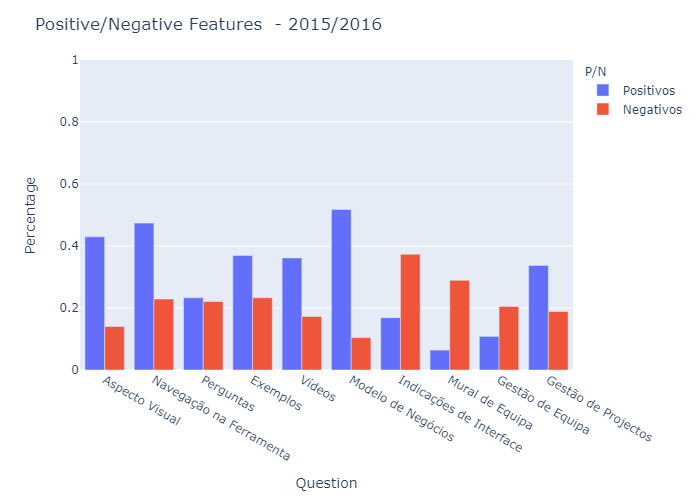 Positive/Negative Features - 2015/2016
P/N
Positivos
Negativos
Percentage
1
0.8
0.6
0.4
0.2
0
Aspecto Visual
Navegação na Ferramenta
Perguntas
Exemplos
Vídeos
Modelo de Negócios
Indicações de Interface
Mural de Equipa
Gestão de Equipa
Gestão de Projectos
Question